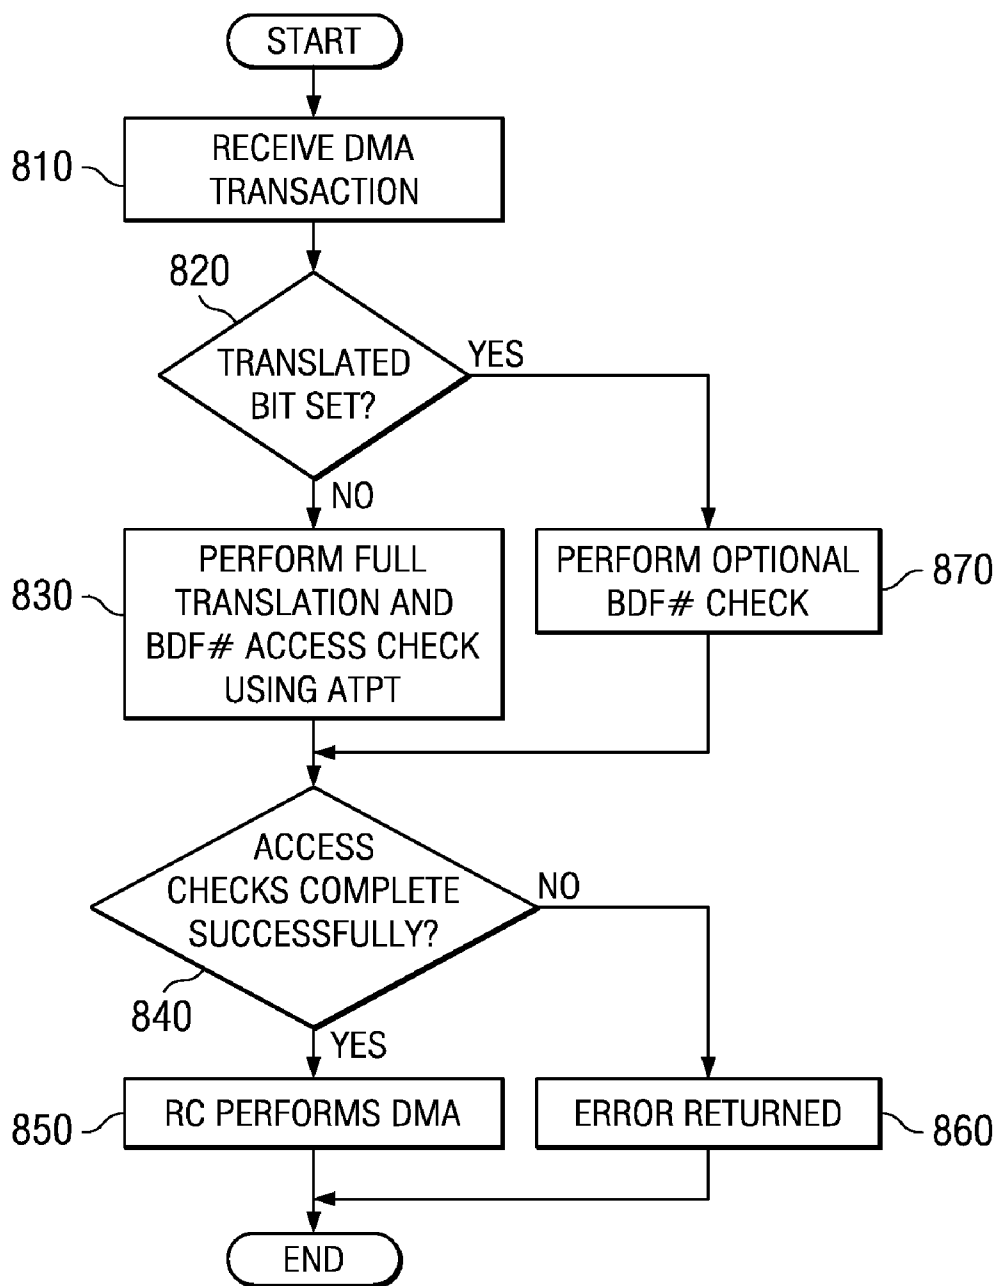 START
810
RECEIVE DMA
TRANSACTION
820
TRANSLATED
BIT SET?
YES
NO
830
PERFORM FULL
TRANSLATION AND
BDF# ACCESS CHECK
USING ATPT
PERFORM OPTIONAL
BDF# CHECK
870
ACCESS
CHECKS COMPLETE
SUCCESSFULLY?
NO
840
YES
850
RC PERFORMS DMA
ERROR RETURNED
860
END